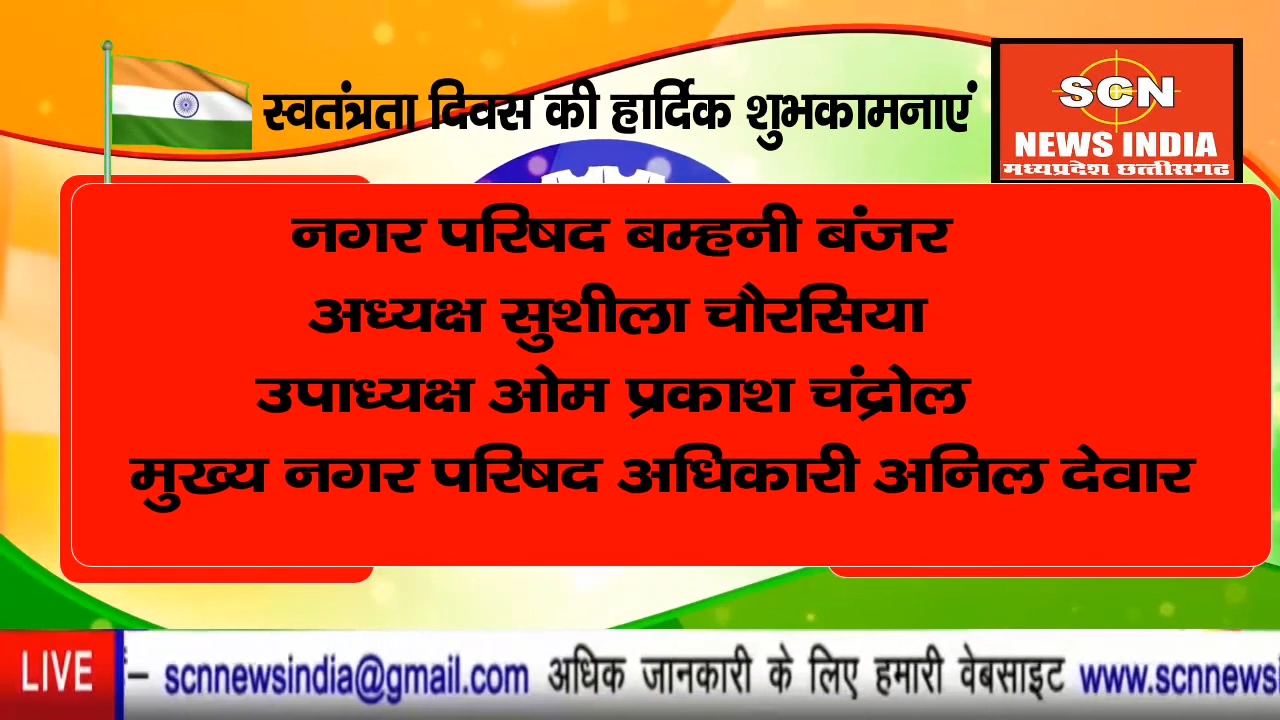 स्वतंत्रता दिवस की हार्दिक शुभकामनाएं
SCN
NEWS INDIA
मध्यप्रदेश छत्तीसगढ
नगर परिषद बम्हनी बंजर
अध्यक्ष सुशीला चौरसिया
उपाध्यक्ष ओम प्रकाश चंद्रोल
मुख्य नगर परिषद अधिकारी अनिल देवार
LIVE – scnnewsindia@gmail.com अधिक जानकारी के लिए हमारी वेबसाइट www.scnnews